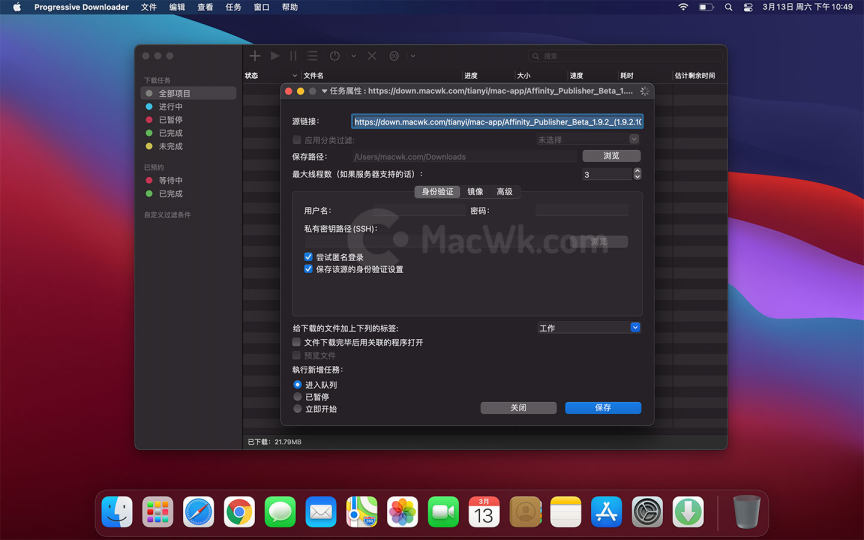 Progressive Downloader 文件 编辑 查看 任务 窗口 帮助 3月13日 周六 下午10:49
搜索
下载任务
全部项目
进行中
已暂停
已完成
未完成
已预约
等待中
已完成
自定义过滤条件
状态 文件名 进度 大小 速度 耗时 估计剩余时间
任务属性 : https://down.macwk.com/tianyi/mac-app/Affinity_Publisher_Beta_1....
源链接: https://down.macwk.com/tianyi/mac-app/Affinity_Publisher_Beta_1.9.2_(1.9.2.10
应用分类过滤: 未选择
保存路径: /Users/macwk.com/Downloads 浏览
最大线程数（如果服务器支持的话）: 3
身份验证 镜像 高级
用户名: 密码:
私有密钥路径(SSH):
浏览
MacWk.com
尝试匿名登录
保存该源的身份验证设置
给下载的文件加上下列的标签: 工作
文件下载完毕后用关联的程序打开
预览文件
執行新增任務:
进入队列
已暂停
立即开始
关闭 保存
已下载: 21.79MB
3月
13